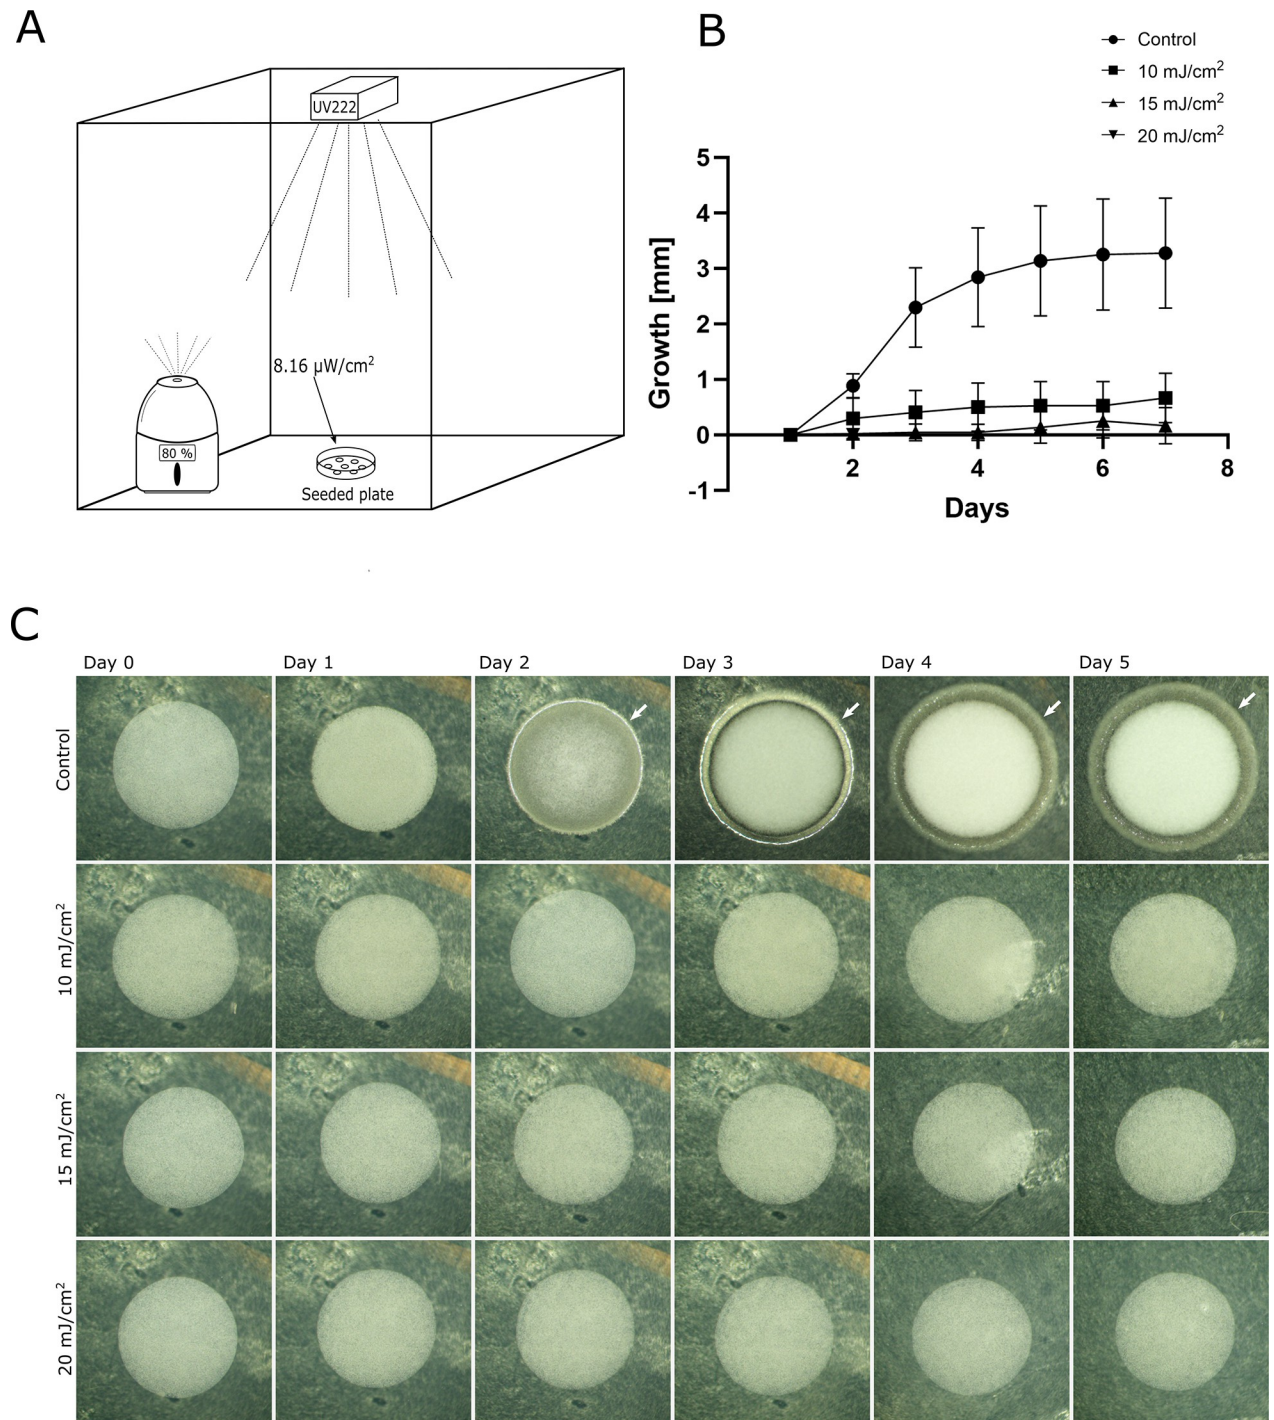 A
UV222
8.16 µW/cm²
80 %
Seeded plate
B
Control
10 mJ/cm²
15 mJ/cm²
20 mJ/cm²
Growth [mm]
5
4
3
2
1
0
-1
2 4 6 8
Days
C
Day 0 Day 1 Day 2 Day 3 Day 4 Day 5
Control
10 mJ/cm²
15 mJ/cm²
20 mJ/cm²